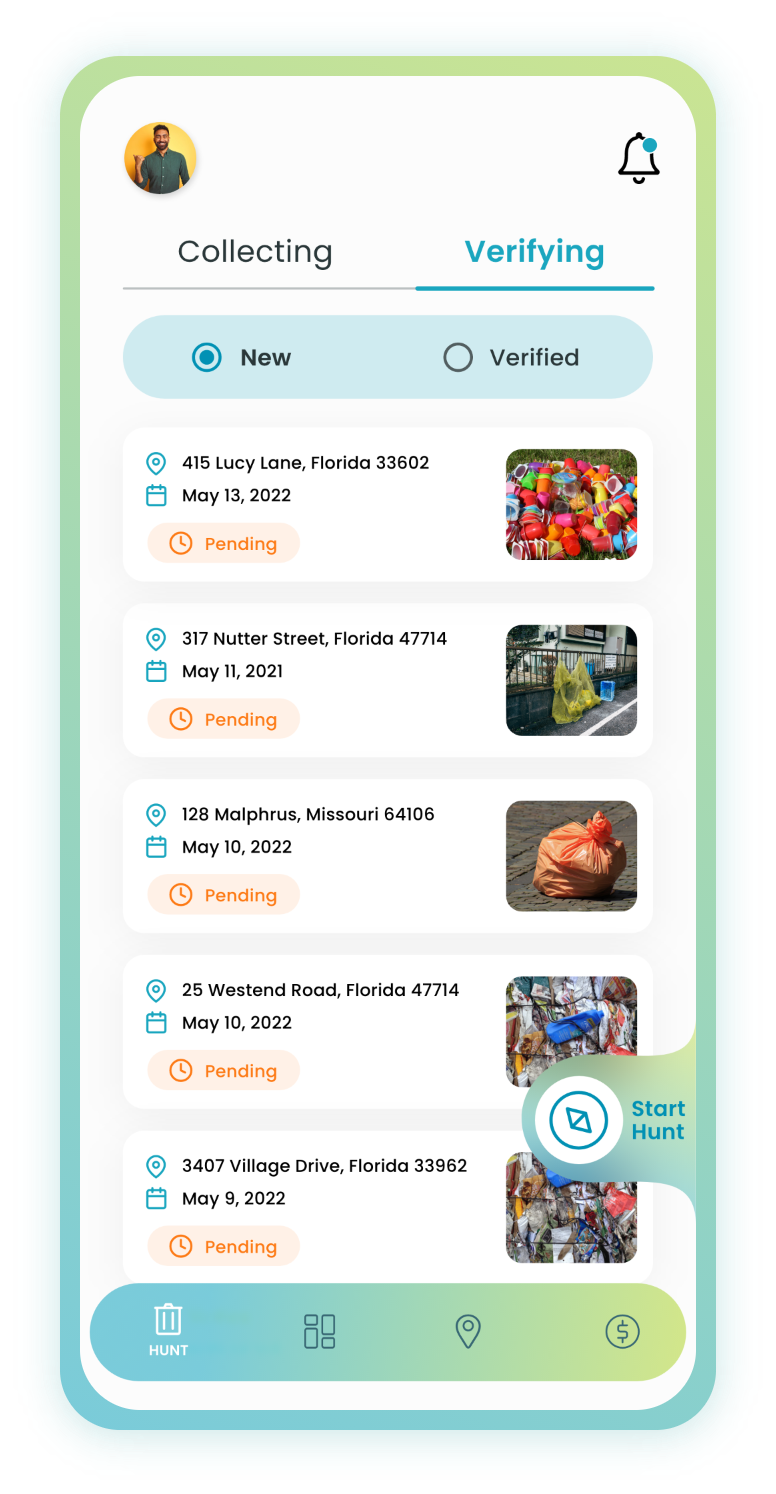 Collecting
Verifying
New
Verified
415 Lucy Lane, Florida 33602
May 13, 2022
Pending
317 Nutter Street, Florida 47714
May 11, 2021
Pending
128 Malphrus, Missouri 64106
May 10, 2022
Pending
25 Westend Road, Florida 47714
May 10, 2022
Pending
Start
Hunt
3407 Village Drive, Florida 33962
May 9, 2022
Pending
HUNT
$